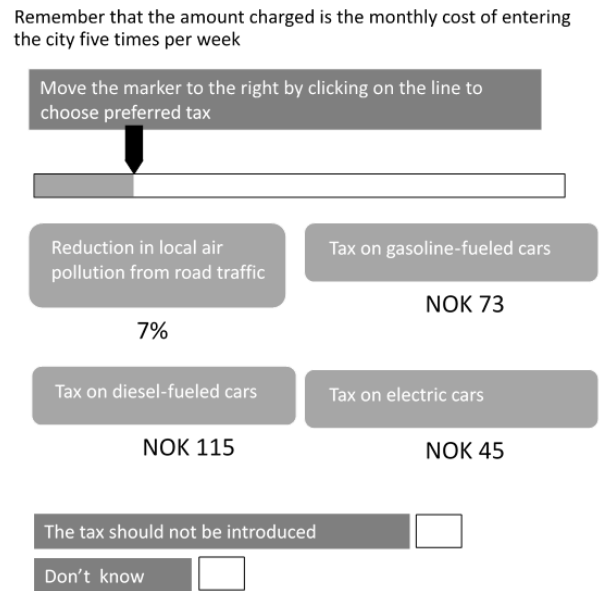 Remember that the amount charged is the monthly cost of entering
the city five times per week
Move the marker to the right by clicking on the line to
choose preferred tax
Reduction in local air
pollution from road traffic
7%
Tax on gasoline-fueled cars
NOK 73
Tax on diesel-fueled cars
NOK 115
Tax on electric cars
NOK 45
The tax should not be introduced
Don't  know